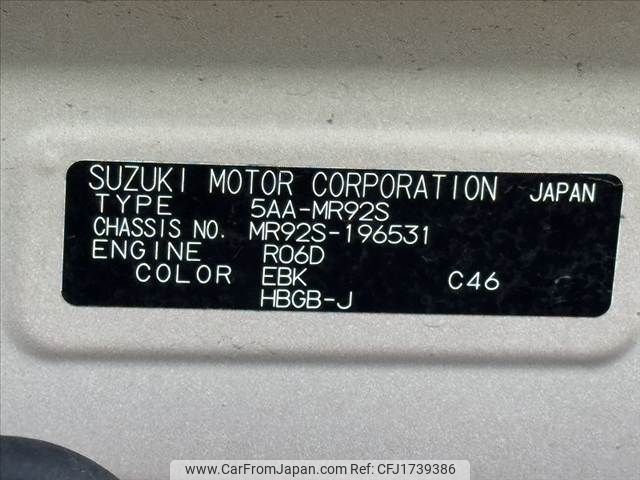 SUZUKI MOTOR CORPORATION JAPAN
TYPE 5AA-MR92S
CHASSIS NO. MR92S-196531
ENGINE R06D
COLOR EBK C46
HBGB-J
www.CarFromJapan.com Ref: CFJ1739386